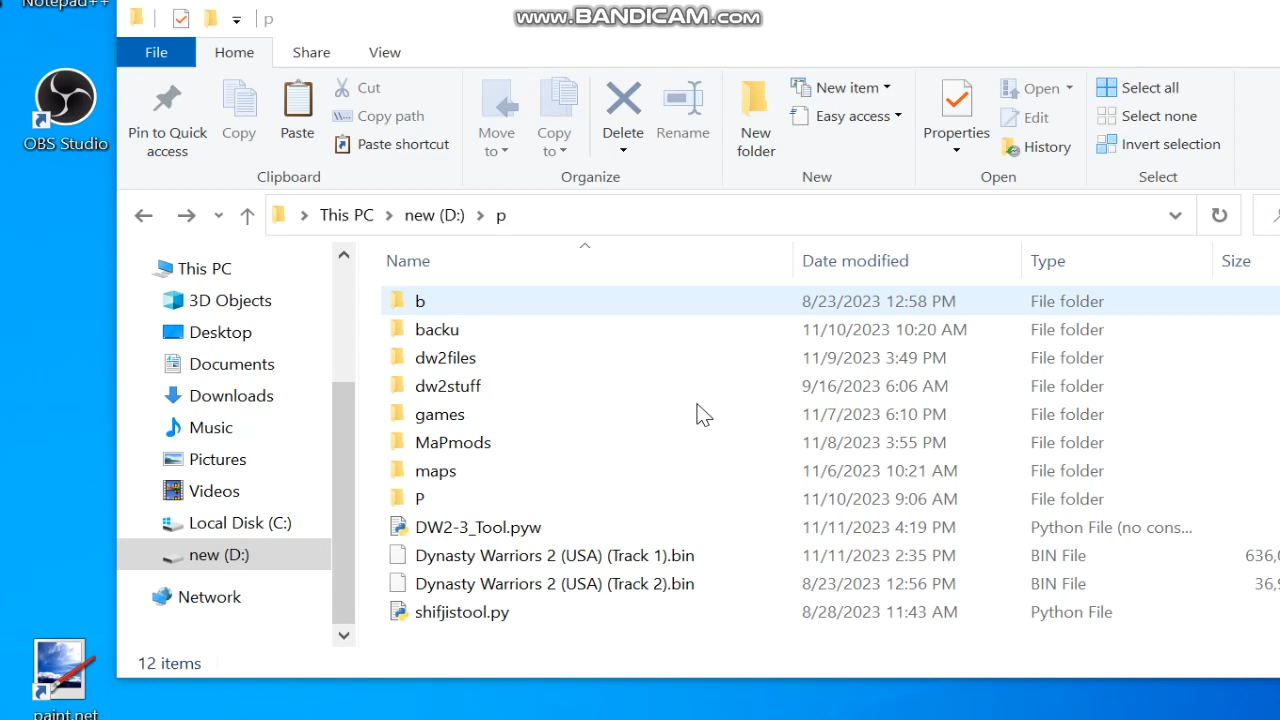 Notepad++
p
www.BANDICAM.com
File Home Share View
OBS Studio
Pin to Quick access
Copy
Paste
Cut
Copy path
Paste shortcut
Clipboard
Move to
Copy to
Delete
Rename
Organize
New folder
New item
Easy access
New
Properties
Open
Edit
History
Open
Select all
Select none
Invert selection
Select
This PC new (D:) p
Name Date modified Type Size
This PC
3D Objects
Desktop
Documents
Downloads
Music
Pictures
Videos
Local Disk (C:)
new (D:)
Network
b 8/23/2023 12:58 PM File folder
backu 11/10/2023 10:20 AM File folder
dw2files 11/9/2023 3:49 PM File folder
dw2stuff 9/16/2023 6:06 AM File folder
games 11/7/2023 6:10 PM File folder
MaPmods 11/8/2023 3:55 PM File folder
maps 11/6/2023 10:21 AM File folder
P 11/10/2023 9:06 AM File folder
DW2-3_Tool.pyw 11/11/2023 4:19 PM Python File (no cons...
Dynasty Warriors 2 (USA) (Track 1).bin 11/11/2023 2:35 PM BIN File 636,0
Dynasty Warriors 2 (USA) (Track 2).bin 8/23/2023 12:56 PM BIN File 36,9
shifjistool.py 8/28/2023 11:43 AM Python File
12 items
paint.net